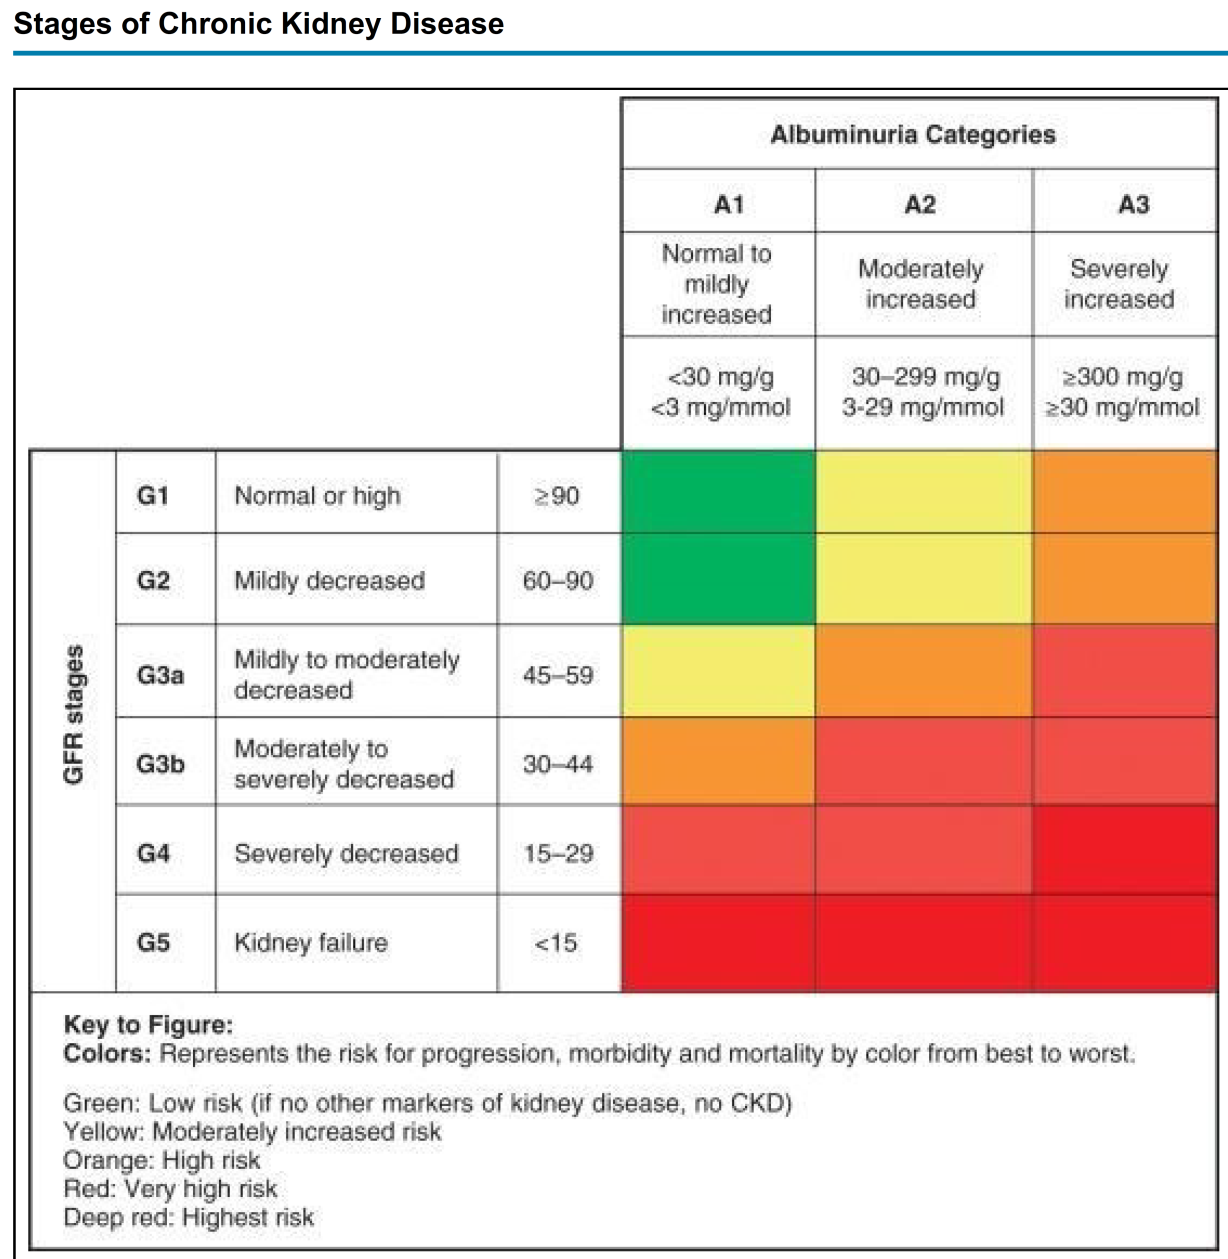 Stages of Chronic Kidney Disease
Albuminuria Categories
A1 A2 A3
Normal to
mildly
increased
Moderately
increased
Severely
increased
<30 mg/g
<3 mg/mmol
30–299 mg/g
3-29 mg/mmol
≥300 mg/g
≥30 mg/mmol
GFR stages
G1 Normal or high ≥90
G2 Mildly decreased 60–90
G3a Mildly to moderately
decreased 45–59
G3b Moderately to
severely decreased 30–44
G4 Severely decreased 15–29
G5 Kidney failure <15
Key to Figure:
Colors: Represents the risk for progression, morbidity and mortality by color from best to worst.
Green: Low risk (if no other markers of kidney disease, no CKD)
Yellow: Moderately increased risk
Orange: High risk
Red: Very high risk
Deep red: Highest risk